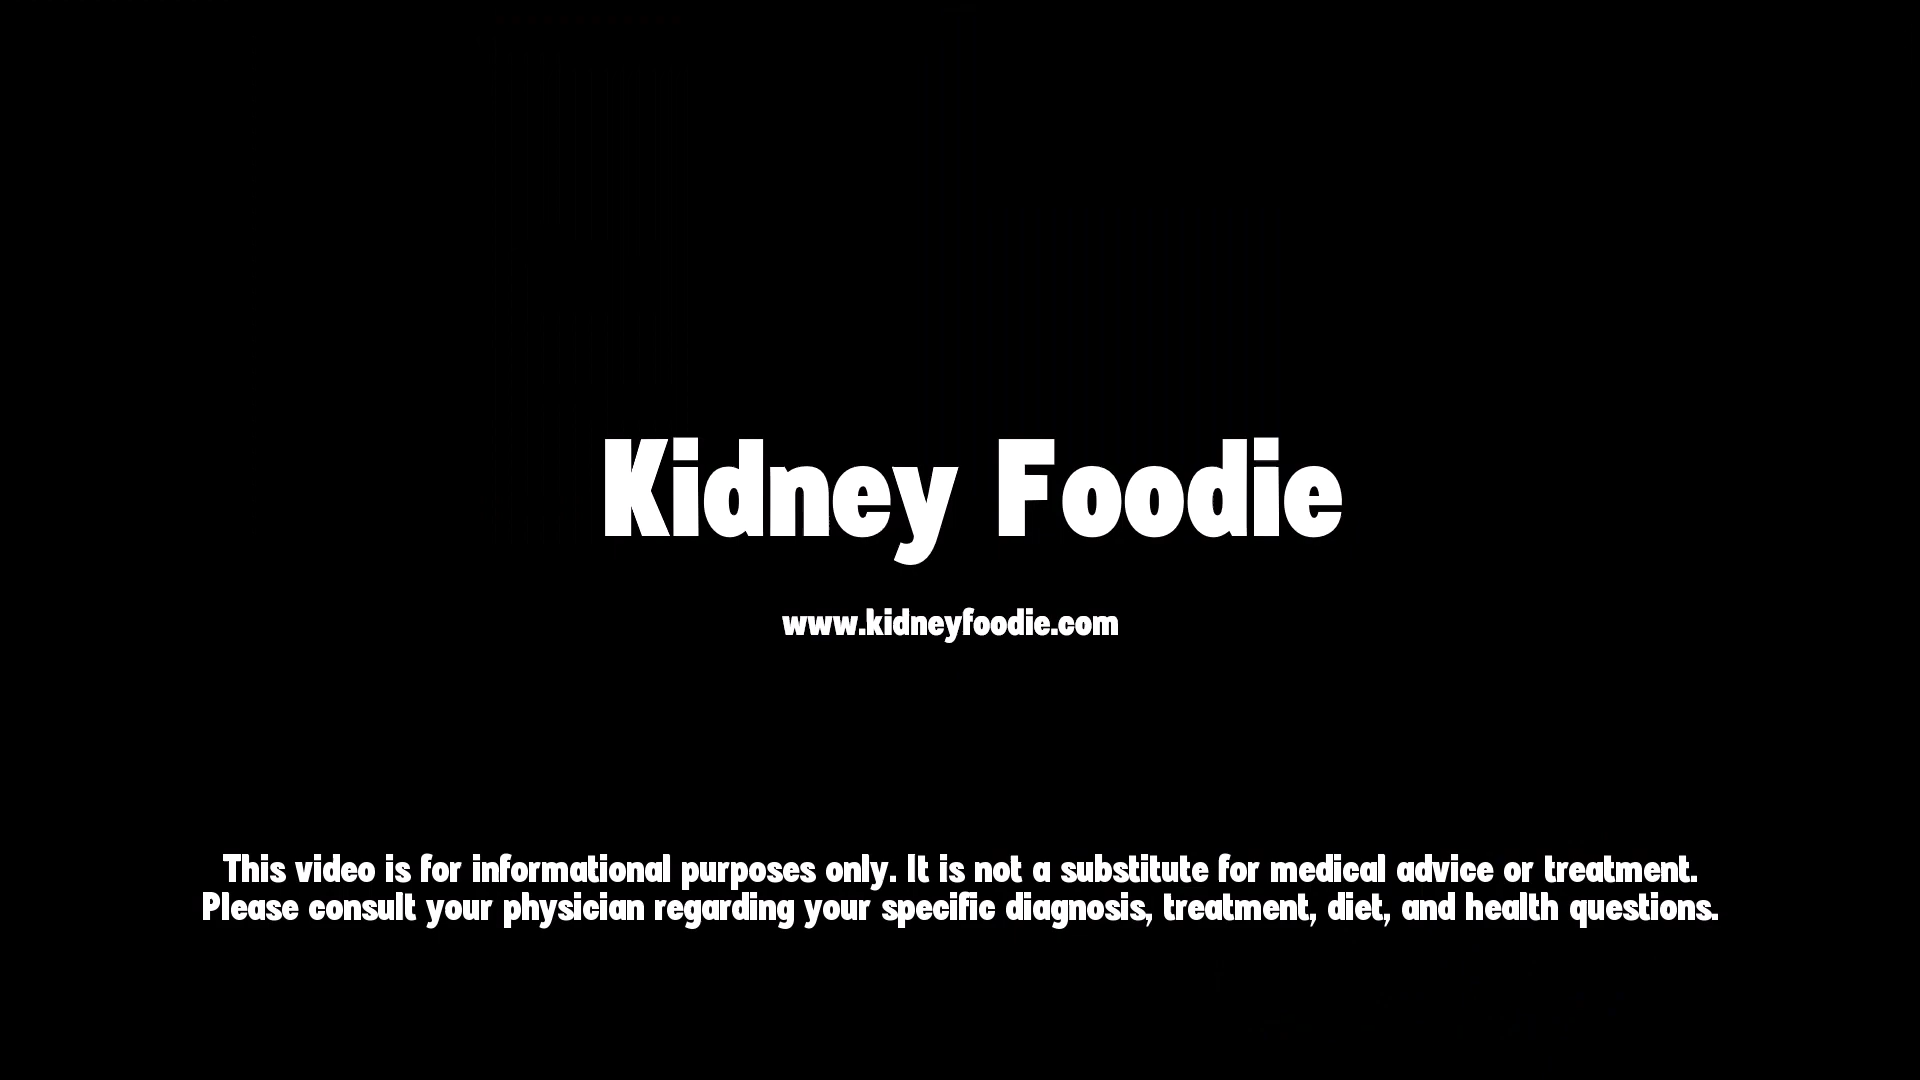 Kidney Foodie
www.kidneyfoodie.com
This video is for informational purposes only. It is not a substitute for medical advice or treatment.
Please consult your physician regarding your specific diagnosis, treatment, diet, and health questions.